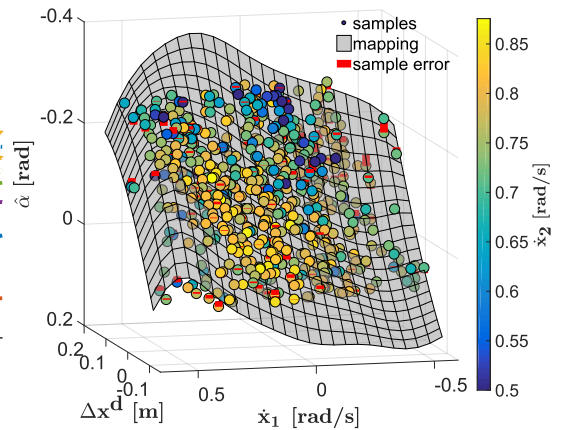 -0.4
-0.2
0
0.2
α̂ [rad]
0.2
0.1
0
-0.1
Δxᵈ [m]
0.5
0
-0.5
ẋ₁ [rad/s]
samples
mapping
sample error
0.85
0.8
0.75
0.7
0.65
0.6
0.55
0.5
ẋ₂ [rad/s]